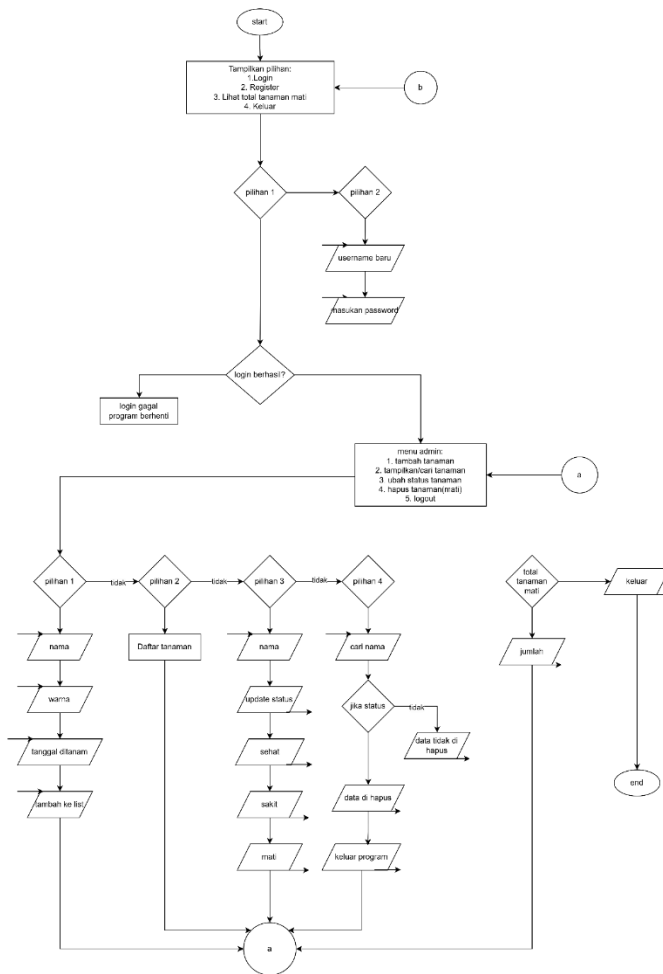 start
Tampilkan pilihan:
1.Login
2. Register
3. Lihat total tanaman mati
4. Keluar
b
pilihan 1
pilihan 2
username baru
masukan password
login berhasil?
login gagal
program berhenti
menu admin:
1. tambah tanaman
2. tampilkan/cari tanaman
3. ubah status tanaman
4. hapus tanaman(mati)
5. logout
a
pilihan 1
tidak
pilihan 2
tidak
pilihan 3
tidak
pilihan 4
total
tanaman
mati
keluar
nama
Daftar tanaman
nama
cari nama
jumlah
warna
update status
jika status
tidak
data tidak di
hapus
tanggal ditanam
sehat
tambah ke list
sakit
data di hapus
end
mati
keluar program
a